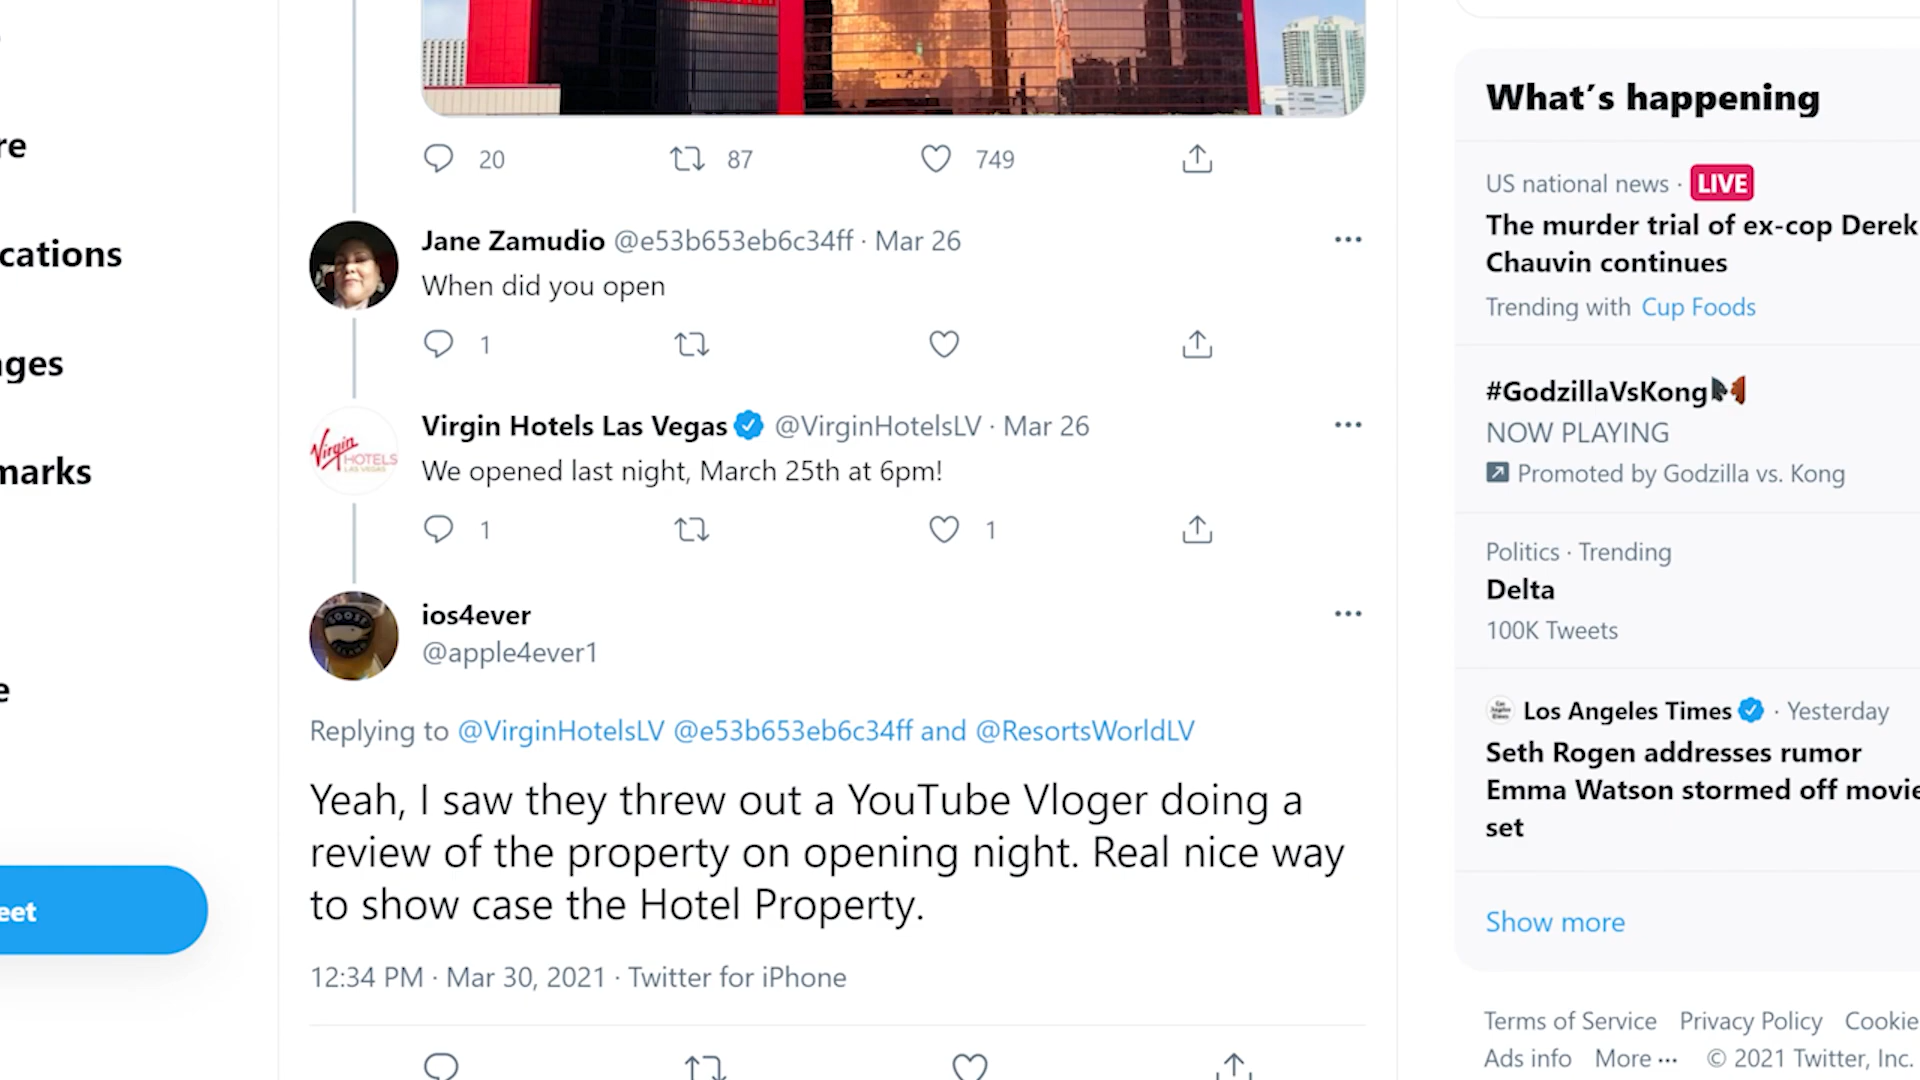 20 87 749
Jane Zamudio @e53b653eb6c34ff · Mar 26
When did you open
1
Virgin HOTELS LAS VEGAS
Virgin Hotels Las Vegas @VirginHotelsLV · Mar 26
We opened last night, March 25th at 6pm!
1 1
GOOSE ISLAND
ios4ever
@apple4ever1
Replying to @VirginHotelsLV @e53b653eb6c34ff and @ResortsWorldLV
Yeah, I saw they threw out a YouTube Vloger doing a
review of the property on opening night. Real nice way
to show case the Hotel Property.
12:34 PM · Mar 30, 2021 · Twitter for iPhone
re
cations
ages
marks
e
eet
What's happening
US national news · LIVE
The murder trial of ex-cop Derek
Chauvin continues
Trending with Cup Foods
#GodzillaVsKong
NOW PLAYING
Promoted by Godzilla vs. Kong
Politics · Trending
Delta
100K Tweets
Los Angeles Times · Yesterday
Seth Rogen addresses rumor
Emma Watson stormed off movie
set
Show more
Terms of Service Privacy Policy Cookie
Ads info More ··· © 2021 Twitter, Inc.